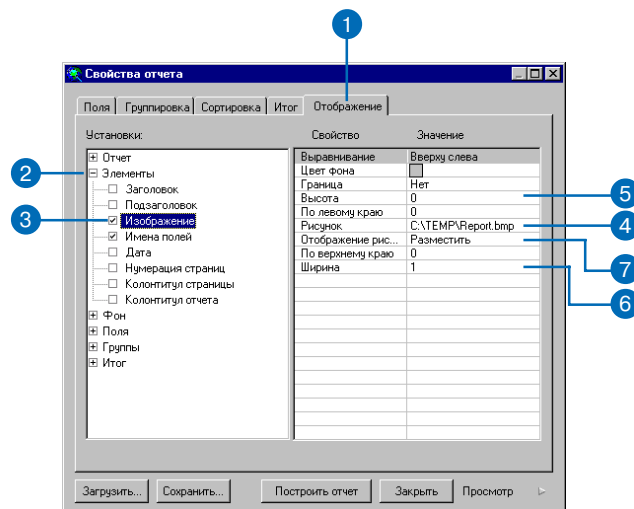 1
Свойства отчета
Поля Группировка Сортировка Итог Отображение
Установки: Свойство Значение
Отчет
Элементы
Заголовок
Подзаголовок
Изображение
Имена полей
Дата
Нумерация страниц
Колонтитул страницы
Колонтитул отчета
Фон
Поля
Группы
Итог
Выравнивание Вверху слева
Цвет фона
Граница Нет
Высота 0
По левому краю 0
Рисунок C:\TEMP\Report.bmp
Отображение рис... Разместить
По верхнему краю 0
Ширина 1
2
3
5
4
7
6
Загрузить... Сохранить... Построить отчет Закрыть Просмотр